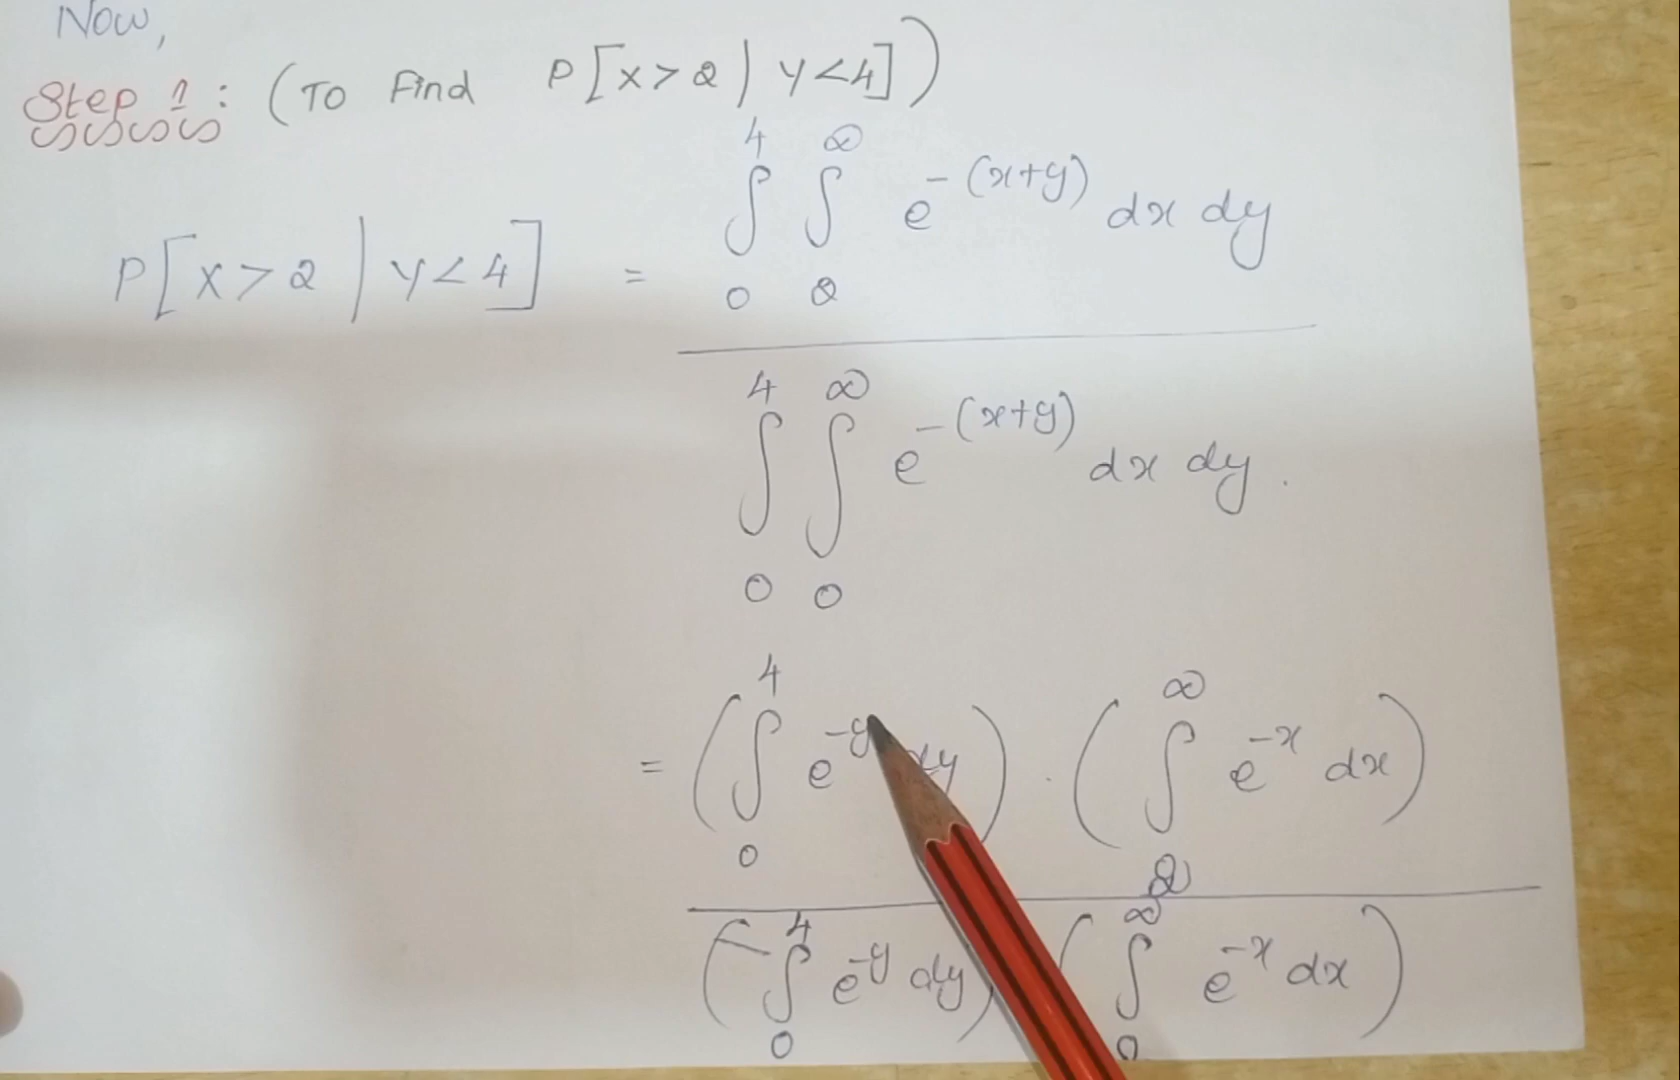 Now,
Step 1: (To Find P[X>2 | Y<4])
P[X>2 | Y<4] = ∫₀⁴ ∫₂^∞ e^-(x+y) dx dy
∫₀⁴ ∫₀^∞ e^-(x+y) dx dy.
= (∫₀⁴ e^-y dy) . (∫₂^∞ e^-x dx)
(∫₀⁴ e^-y dy) (∫₀^∞ e^-x dx)